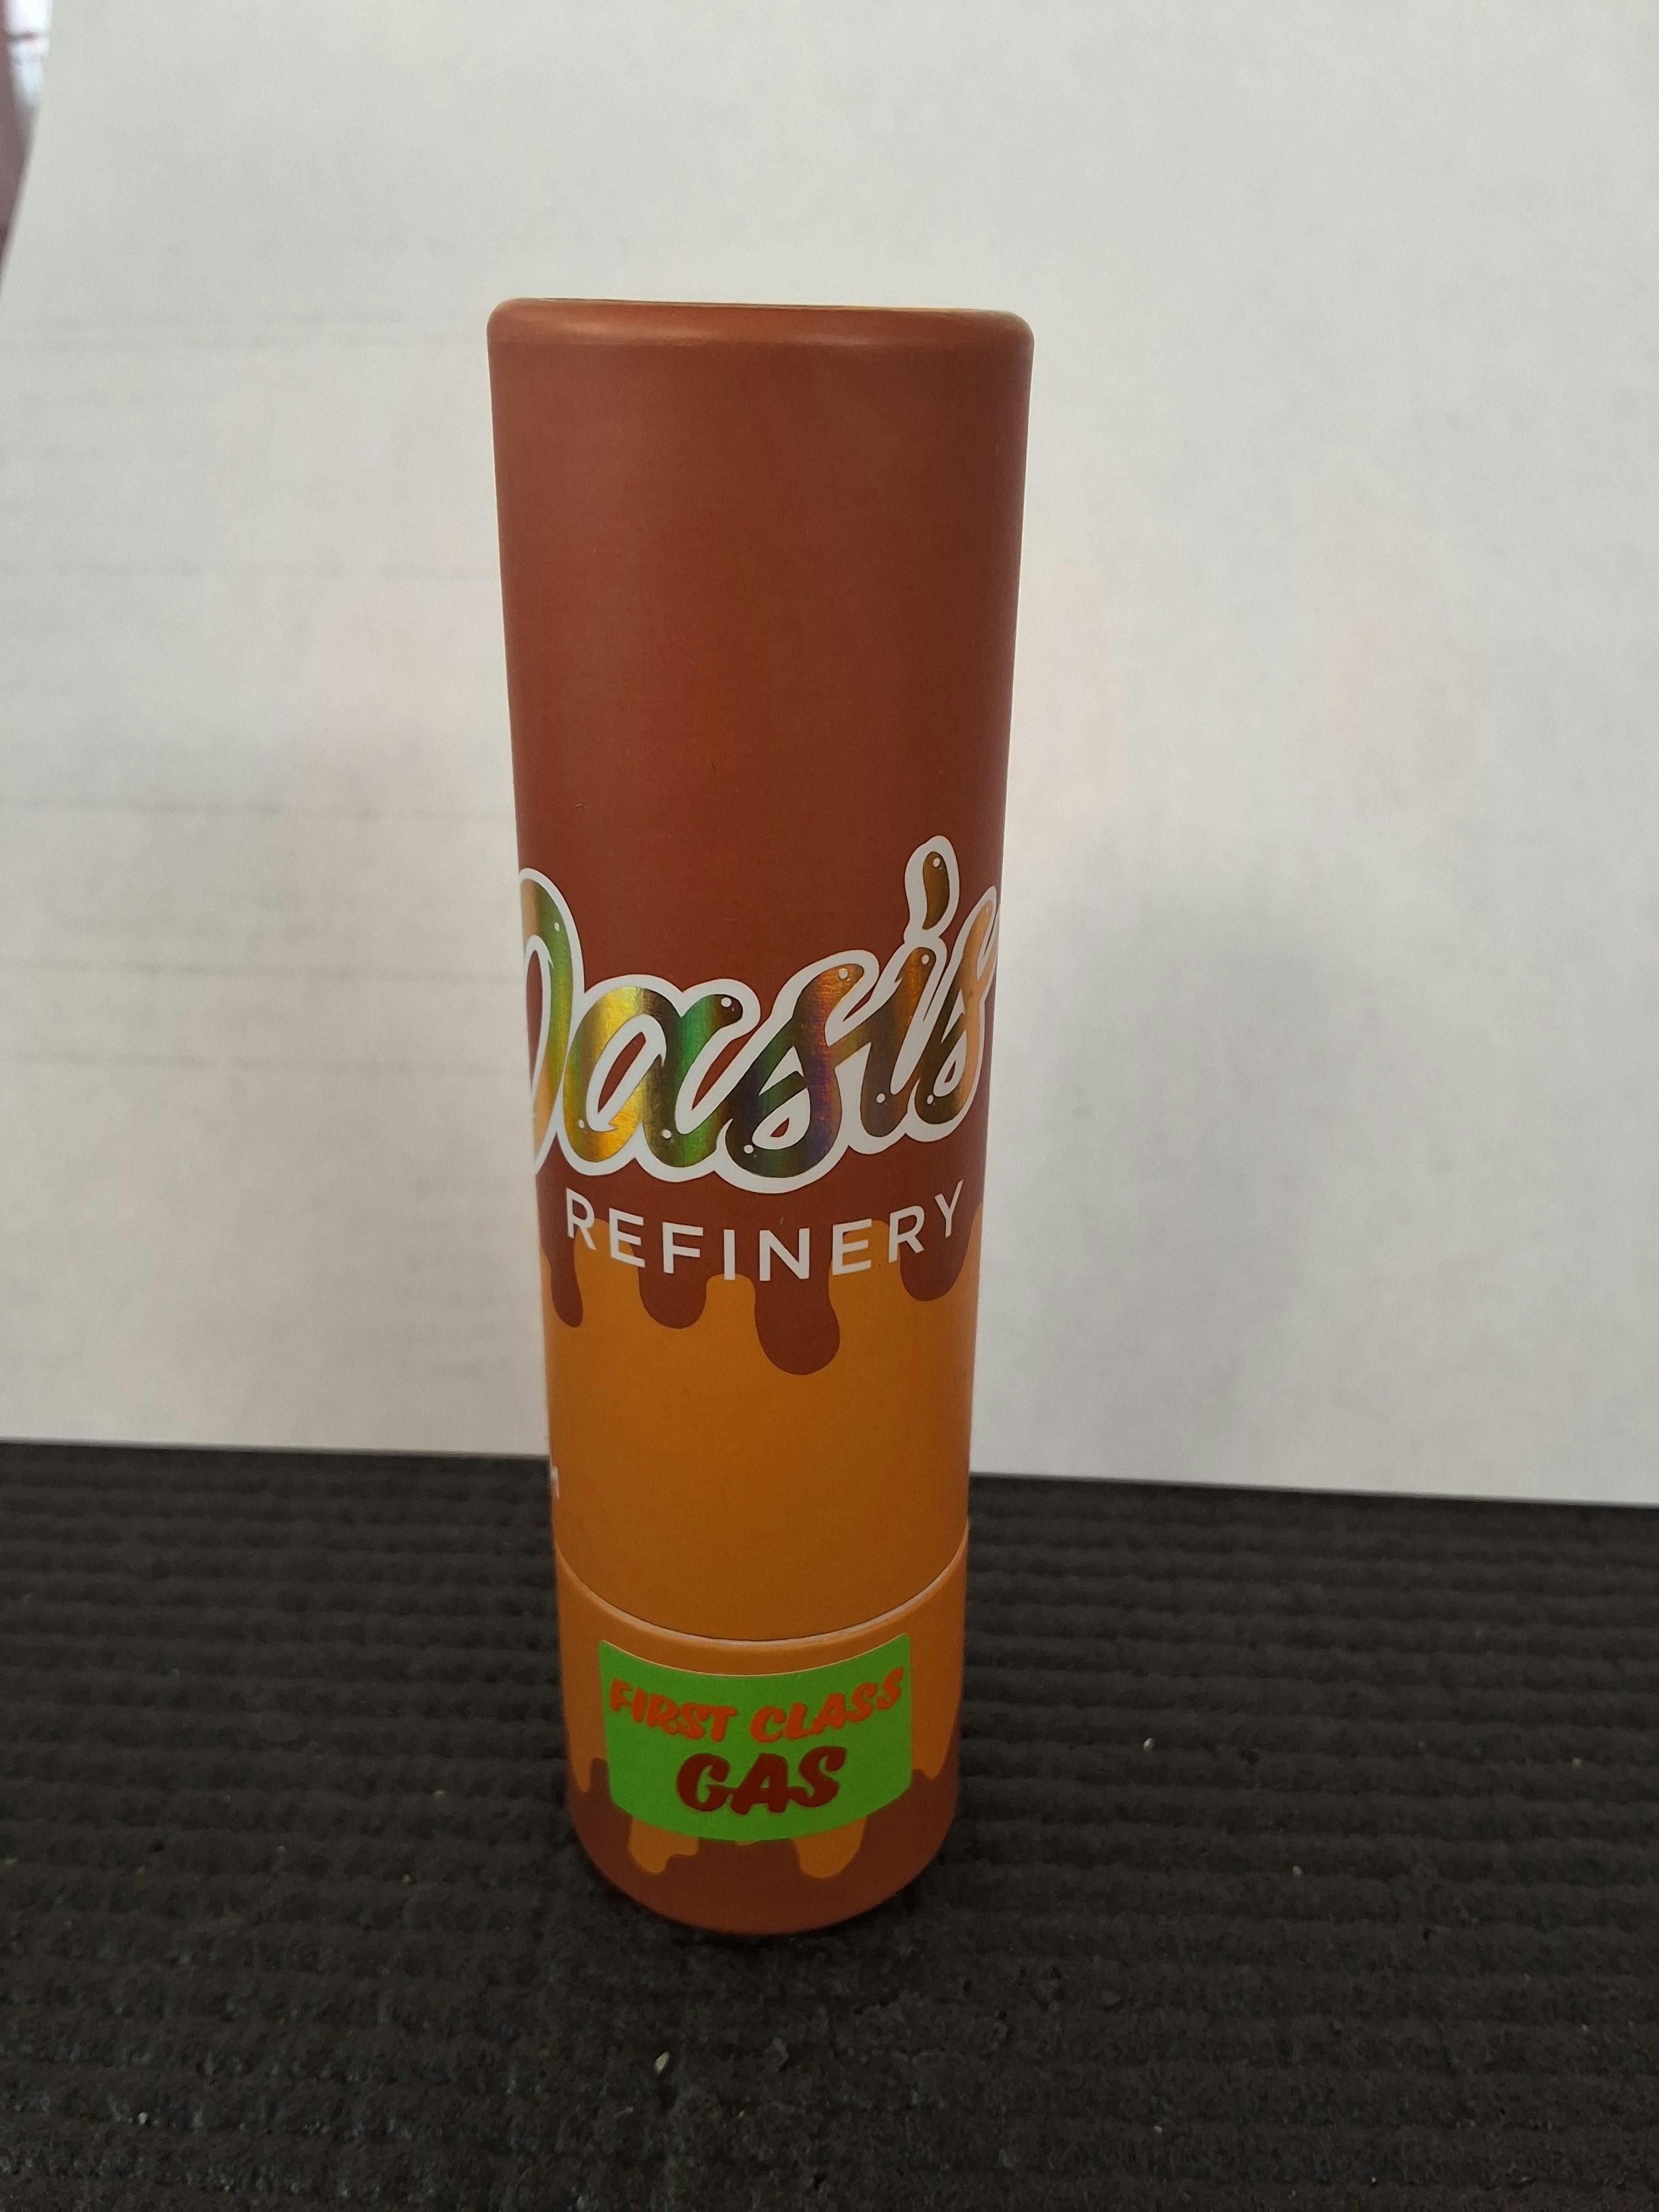 Oasis
REFINERY
FIRST CLASS
GAS